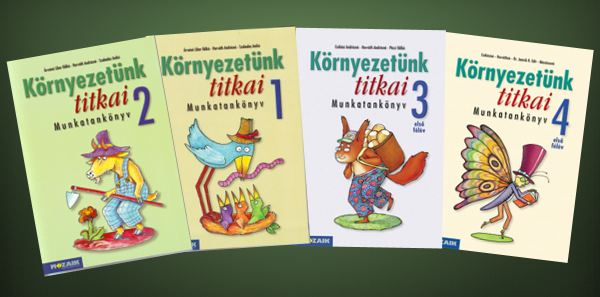 Környezetünk
titkai
Munkatankönyv
2
MOZAIK
Környezetünk
titkai
Munkatankönyv
1
Környezetünk
titkai
Munkatankönyv
3
első
félév
MOZAIK
Környezetünk
titkai
Munkatankönyv
4
első
félév
MOZAIK